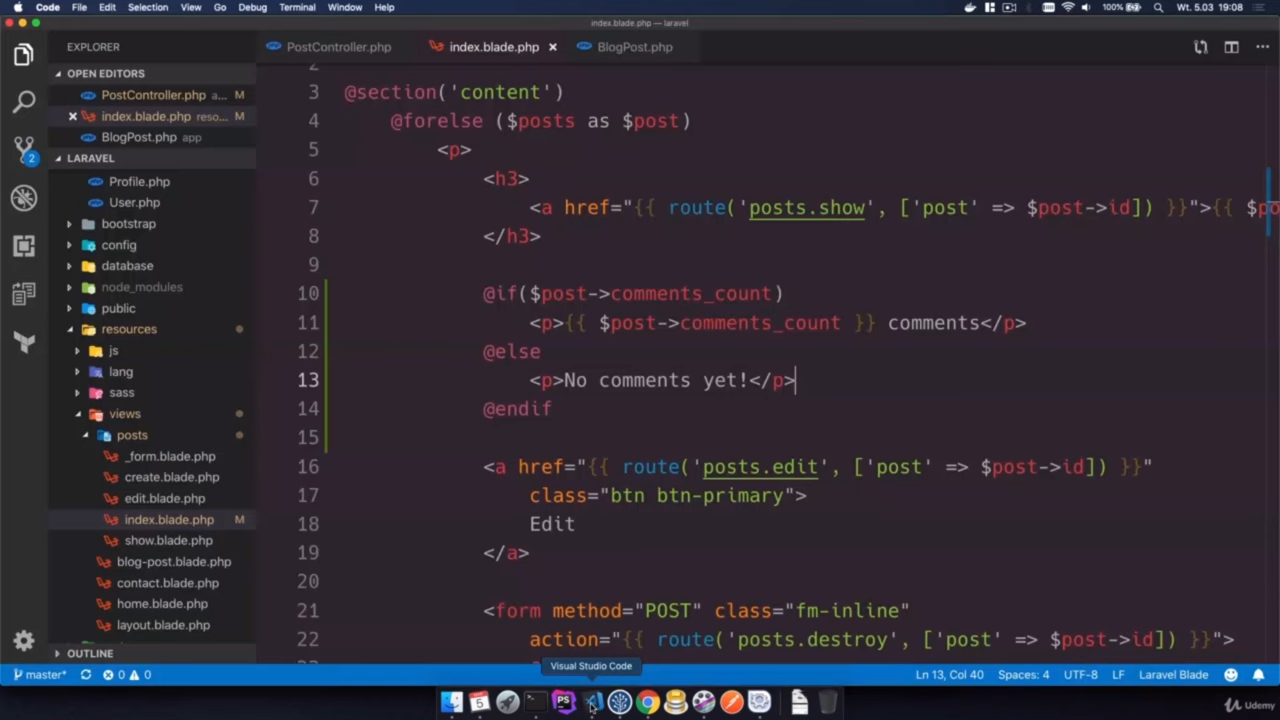 Code File Edit Selection View Go Debug Terminal Window Help 100% Wt. 5.03 19:08
index.blade.php — laravel
EXPLORER PostController.php index.blade.php × BlogPost.php ...
OPEN EDITORS
PostController.php a... M
index.blade.php reso... M
BlogPost.php app
LARAVEL
Profile.php
User.php
bootstrap
config
database
node_modules
public
resources
js
lang
sass
views
posts
_form.blade.php
create.blade.php
edit.blade.php
index.blade.php M
show.blade.php
blog-post.blade.php
contact.blade.php
home.blade.php
layout.blade.php
OUTLINE
2
2
3 @section('content')
4 @forelse ($posts as $post)
5 <p>
6 <h3>
7 <a href="{{ route('posts.show', ['post' => $post->id]) }}">{{ $po
8 </h3>
9
10 @if($post->comments_count)
11 <p>{{ $post->comments_count }} comments</p>
12 @else
13 <p>No comments yet!</p>
14 @endif
15
16 <a href="{{ route('posts.edit', ['post' => $post->id]) }}"
17 class="btn btn-primary">
18 Edit
19 </a>
20
21 <form method="POST" class="fm-inline"
22 action="{{ route('posts.destroy', ['post' => $post->id]) }}">
Visual Studio Code
master* 0 0 Ln 13, Col 40 Spaces: 4 UTF-8 LF Laravel Blade
5 PS
Udemy